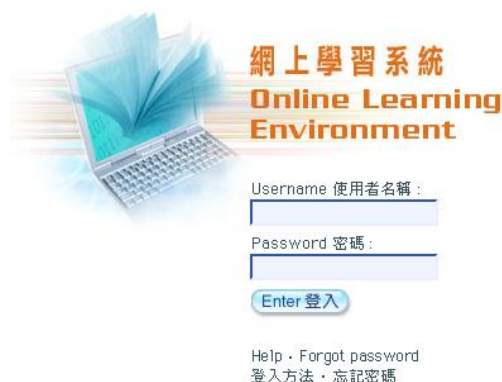 網上學習系統
Online Learning
Environment
Username 使用者名稱 :
Password 密碼 :
Enter 登入
Help · Forgot password
登入方法 · 忘記密碼